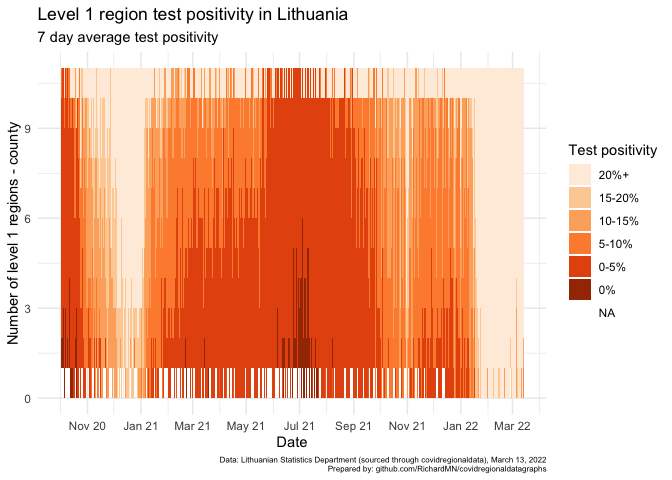 Level 1 region test positivity in Lithuania
7 day average test positivity
Number of level 1 regions - county
9
6
3
0
Nov 20 Jan 21 Mar 21 May 21 Jul 21 Sep 21 Nov 21 Jan 22 Mar 22
Date
Test positivity
20%+
15-20%
10-15%
5-10%
0-5%
0%
NA
Data: Lithuanian Statistics Department (sourced through covidregionaldata), March 13, 2022
Prepared by: github.com/RichardMN/covidregionaldatagraphs